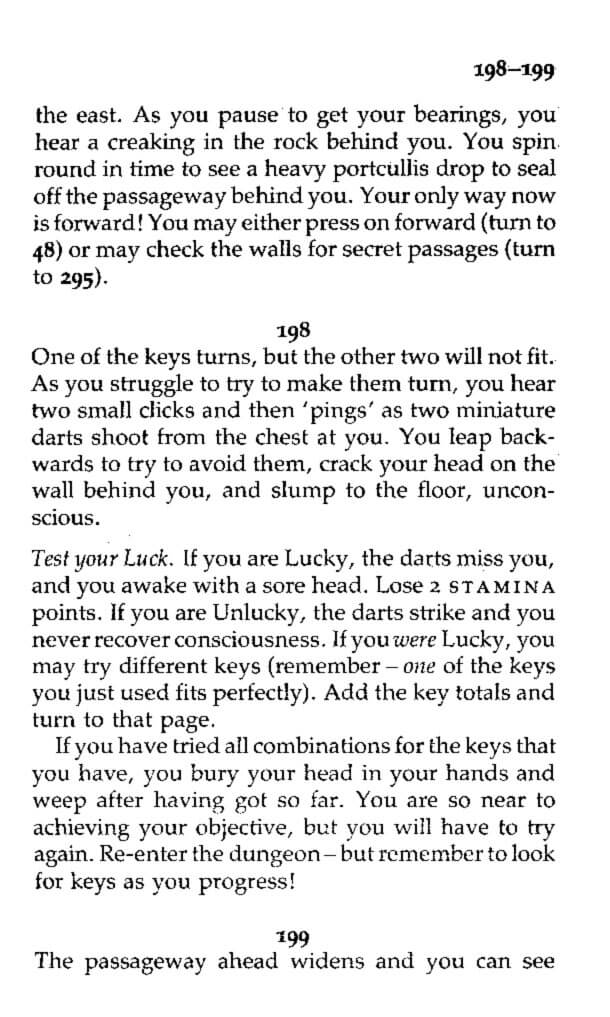 198–199
the east. As you pause to get your bearings, you
hear a creaking in the rock behind you. You spin
round in time to see a heavy portcullis drop to seal
off the passageway behind you. Your only way now
is forward! You may either press on forward (turn to
48) or may check the walls for secret passages (turn
to 295).
198
One of the keys turns, but the other two will not fit.
As you struggle to try to make them turn, you hear
two small clicks and then ‘pings’ as two miniature
darts shoot from the chest at you. You leap back-
wards to try to avoid them, crack your head on the
wall behind you, and slump to the floor, uncon-
scious.
Test your Luck. If you are Lucky, the darts miss you,
and you awake with a sore head. Lose 2 STAMINA
points. If you are Unlucky, the darts strike and you
never recover consciousness. If you were Lucky, you
may try different keys (remember – one of the keys
you just used fits perfectly). Add the key totals and
turn to that page.
If you have tried all combinations for the keys that
you have, you bury your head in your hands and
weep after having got so far. You are so near to
achieving your objective, but you will have to try
again. Re-enter the dungeon – but remember to look
for keys as you progress!
199
The passageway ahead widens and you can see